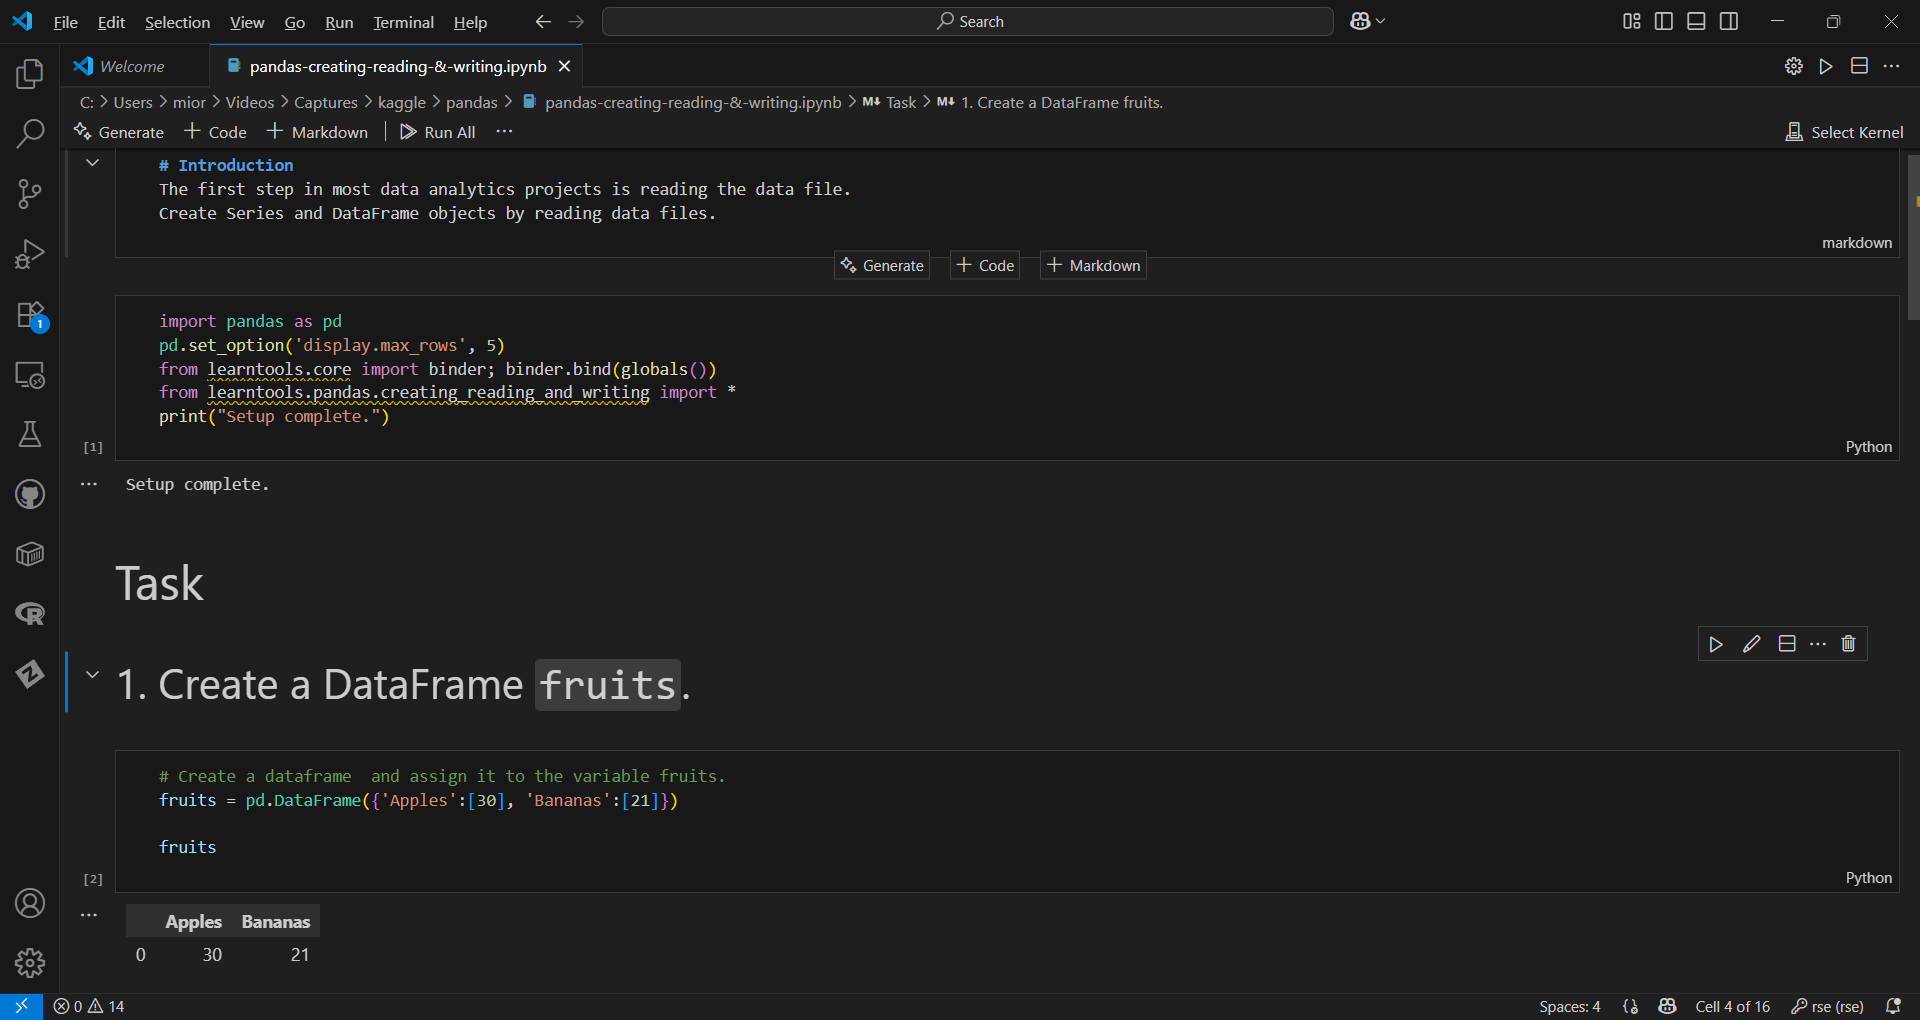 File Edit Selection View Go Run Terminal Help Search
Welcome pandas-creating-reading-&-writing.ipynb
C: > Users > mior > Videos > Captures > kaggle > pandas > pandas-creating-reading-&-writing.ipynb > M↓ Task > M↓ 1. Create a DataFrame fruits.
Generate + Code + Markdown | Run All ... Select Kernel
# Introduction
The first step in most data analytics projects is reading the data file.
Create Series and DataFrame objects by reading data files.
markdown
Generate + Code + Markdown
import pandas as pd
pd.set_option('display.max_rows', 5)
from learntools.core import binder; binder.bind(globals())
from learntools.pandas.creating_reading_and_writing import *
print("Setup complete.")
[1] Python
... Setup complete.
Task
1. Create a DataFrame fruits.
# Create a dataframe  and assign it to the variable fruits.
fruits = pd.DataFrame({'Apples':[30], 'Bananas':[21]})
fruits
[2] Python
... Apples Bananas
0 30 21
0 14 Spaces: 4 Cell 4 of 16 rse (rse)